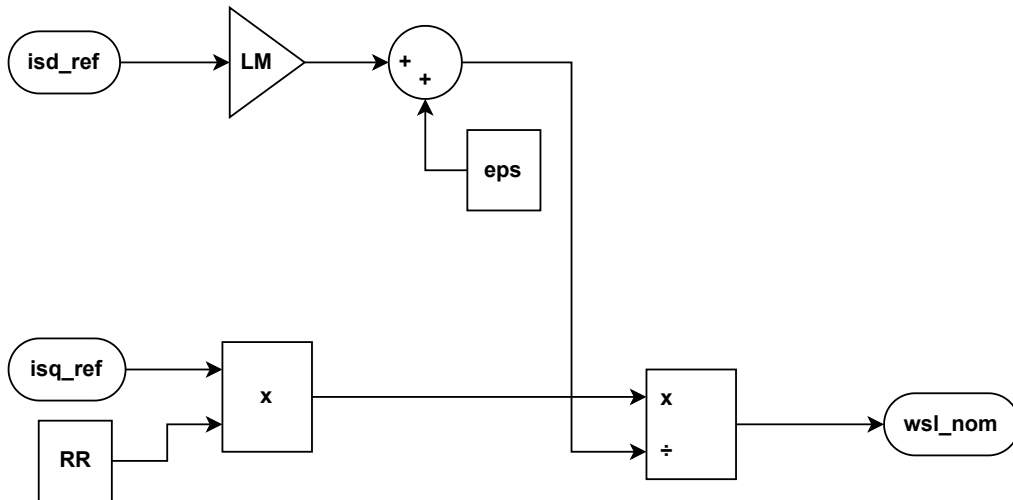 isd_ref
LM
+
+
eps
isq_ref
x
RR
x
÷
wsl_nom